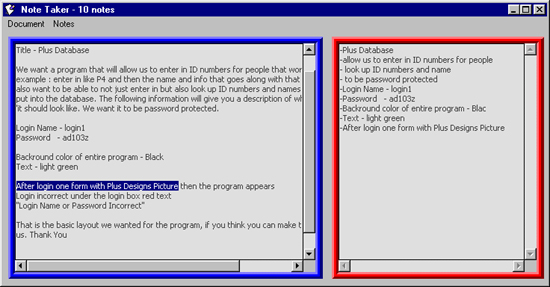 Note Taker - 10 notes
Document Notes
Title - Plus Database
We want a program that will allow us to enter in ID numbers for people that wor
example : enter in like P4 and then the name and info that goes along with that
also want to be able to not just enter in but also look up ID numbers and names
put into the database. The following information will give you a description of wh
'it should look like. We want it to be password protected.
Login Name - login1
Password - ad103z
Backround color of entire program - Black
Text - light green
After login one form with Plus Designs Picture then the program appears
Login incorrect under the login box red text
"Login Name or Password Incorrect"
That is the basic layout we wanted for the program, if you think you can make t
us. Thank You
-Plus Database
-allow us to enter in ID numbers for people
- look up ID numbers and name
- to be password protected
-Login Name - login1
-Password - ad103z
-Backround color of entire program - Blac
-Text - light green
-After login one form with Plus Designs Picture